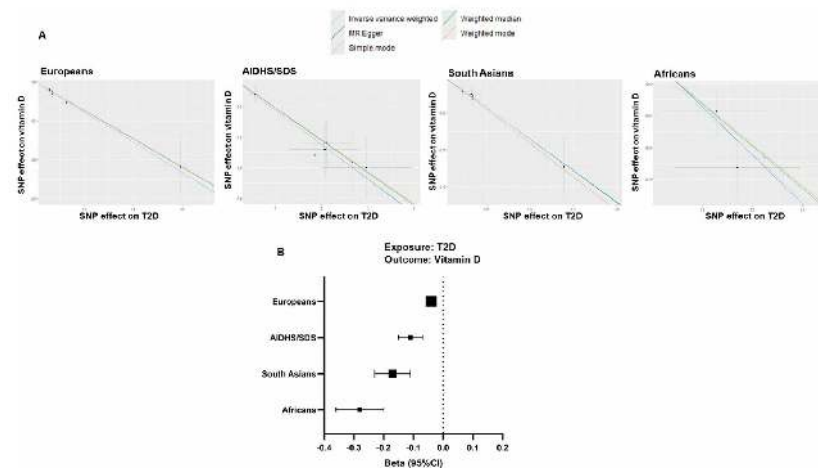 A
Inverse variance weighted
Weighted median
MR Egger
Weighted mode
Simple mode
Europeans
AIDHS/SDS
South Asians
Africans
SNP effect on vitamin D
SNP effect on vitamin D
SNP effect on vitamin D
SNP effect on vitamin D
SNP effect on T2D
SNP effect on T2D
SNP effect on T2D
SNP effect on T2D
B
Exposure: T2D
Outcome: Vitamin D
Europeans
AIDHS/SDS
South Asians
Africans
-0.4 -0.3 -0.2 -0.1 0.0 0.1 0.2
Beta (95%CI)